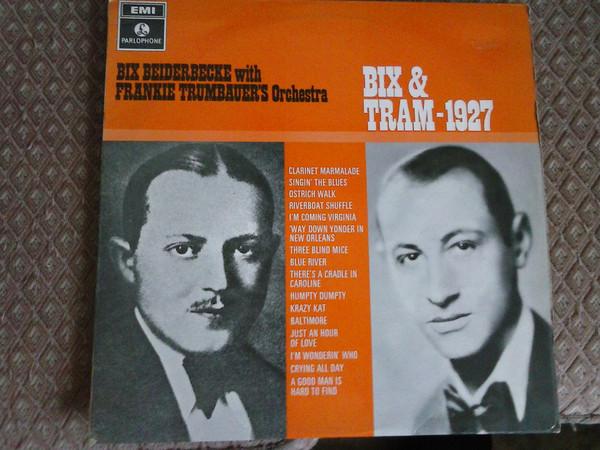 EMI
PARLOPHONE
BIX BEIDERBECKE with
FRANKIE TRUMBAUER'S Orchestra
BIX &
TRAM-1927
CLARINET MARMALADE
SINGIN' THE BLUES
OSTRICH WALK
RIVERBOAT SHUFFLE
I'M COMING VIRGINIA
'WAY DOWN YONDER IN
NEW ORLEANS
THREE BLIND MICE
BLUE RIVER
THERE'S A CRADLE IN
CAROLINE
HUMPTY DUMPTY
KRAZY KAT
BALTIMORE
JUST AN HOUR
OF LOVE
I'M WONDERIN' WHO
CRYING ALL DAY
A GOOD MAN IS
HARD TO FIND